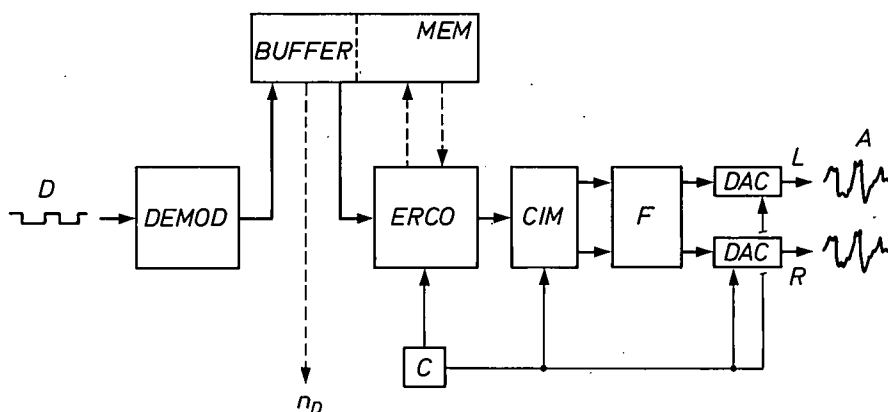 BUFFER
MEM
D
DEMOD
ERCO
CIM
F
DAC
L
A
DAC
R
C
n_D